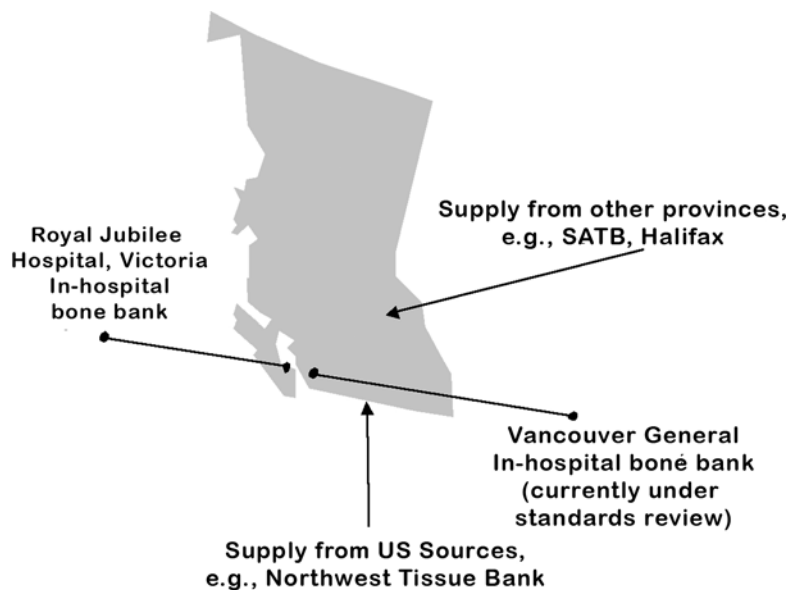 Supply from other provinces,
e.g., SATB, Halifax
Royal Jubilee
Hospital, Victoria
In-hospital
bone bank
Vancouver General
In-hospital bone bank
(currently under
standards review)
Supply from US Sources,
e.g., Northwest Tissue Bank